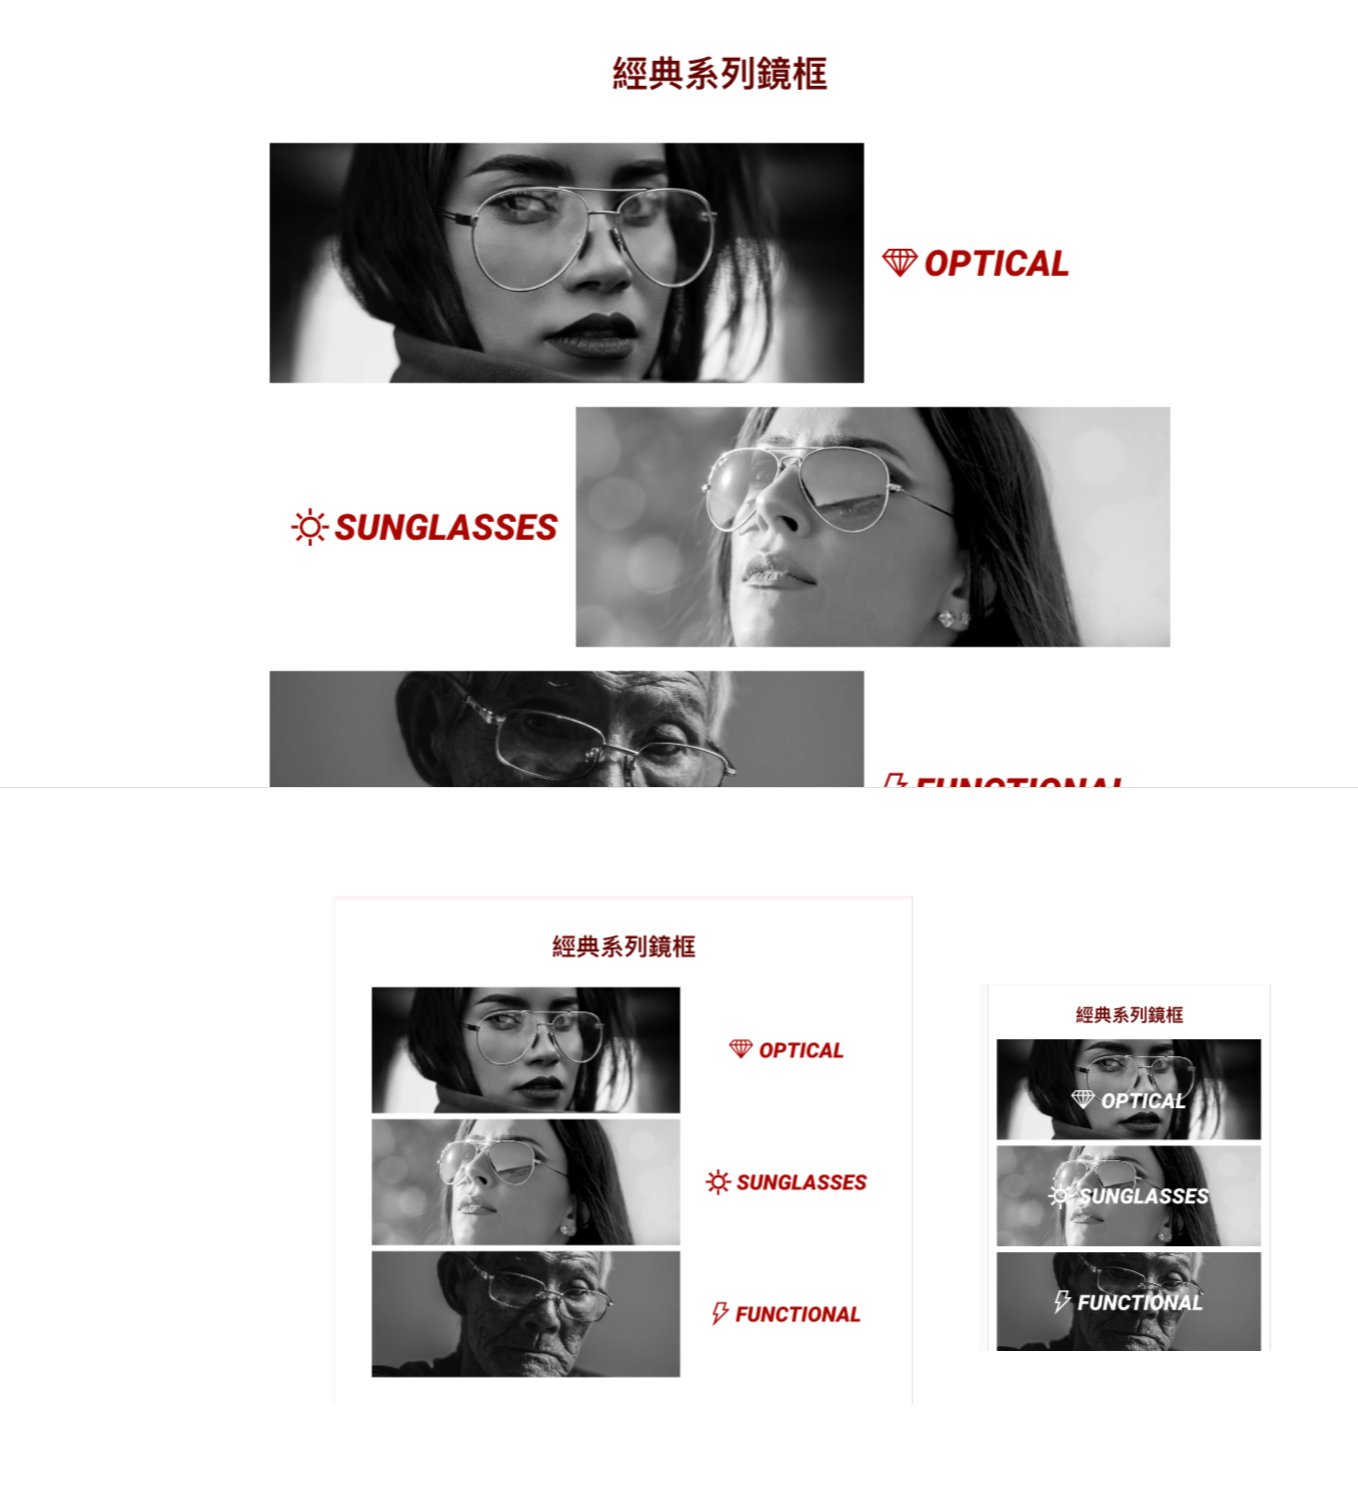 經典系列鏡框
OPTICAL
SUNGLASSES
FUNCTIONAL
經典系列鏡框
OPTICAL
SUNGLASSES
FUNCTIONAL
經典系列鏡框
OPTICAL
SUNGLASSES
FUNCTIONAL